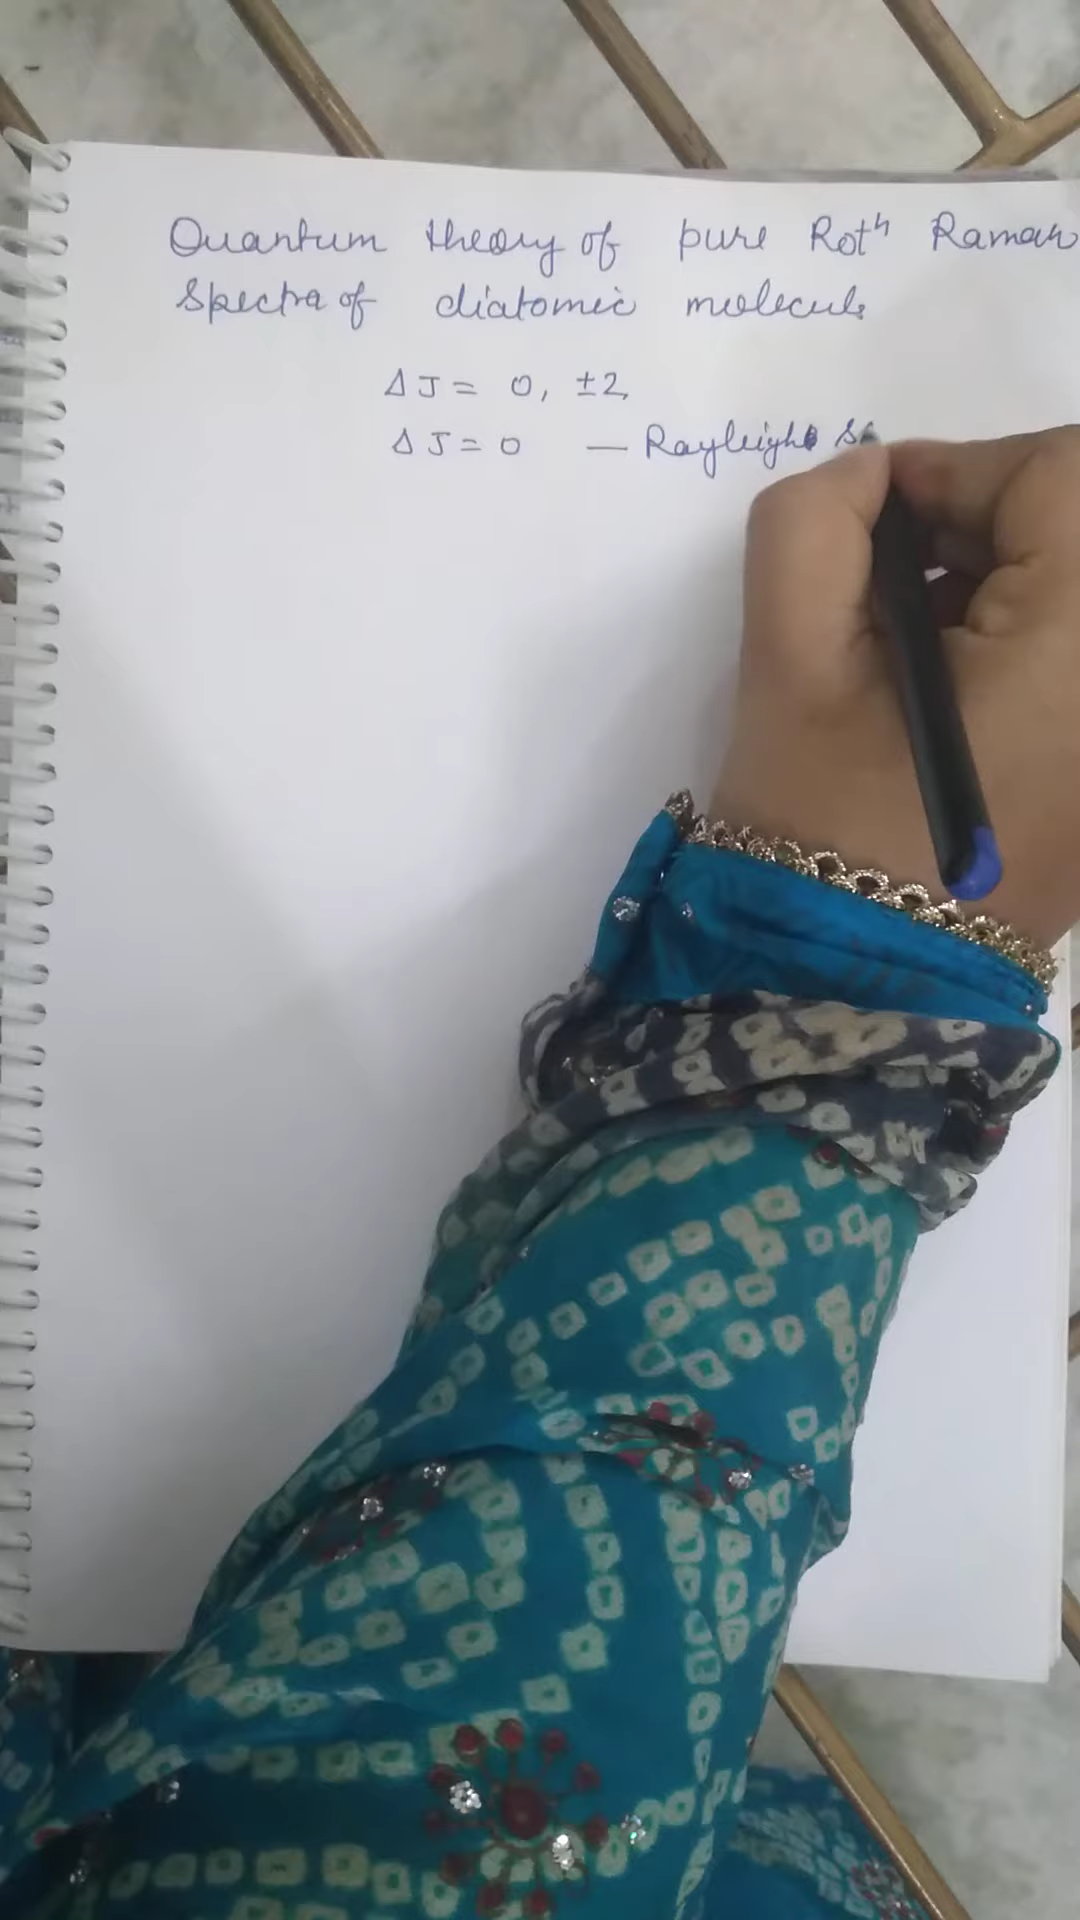 Quantum theory of pure Rotⁿ Raman
Spectra of diatomic molecule
ΔJ = 0, ±2,
ΔJ = 0 — Rayleigh